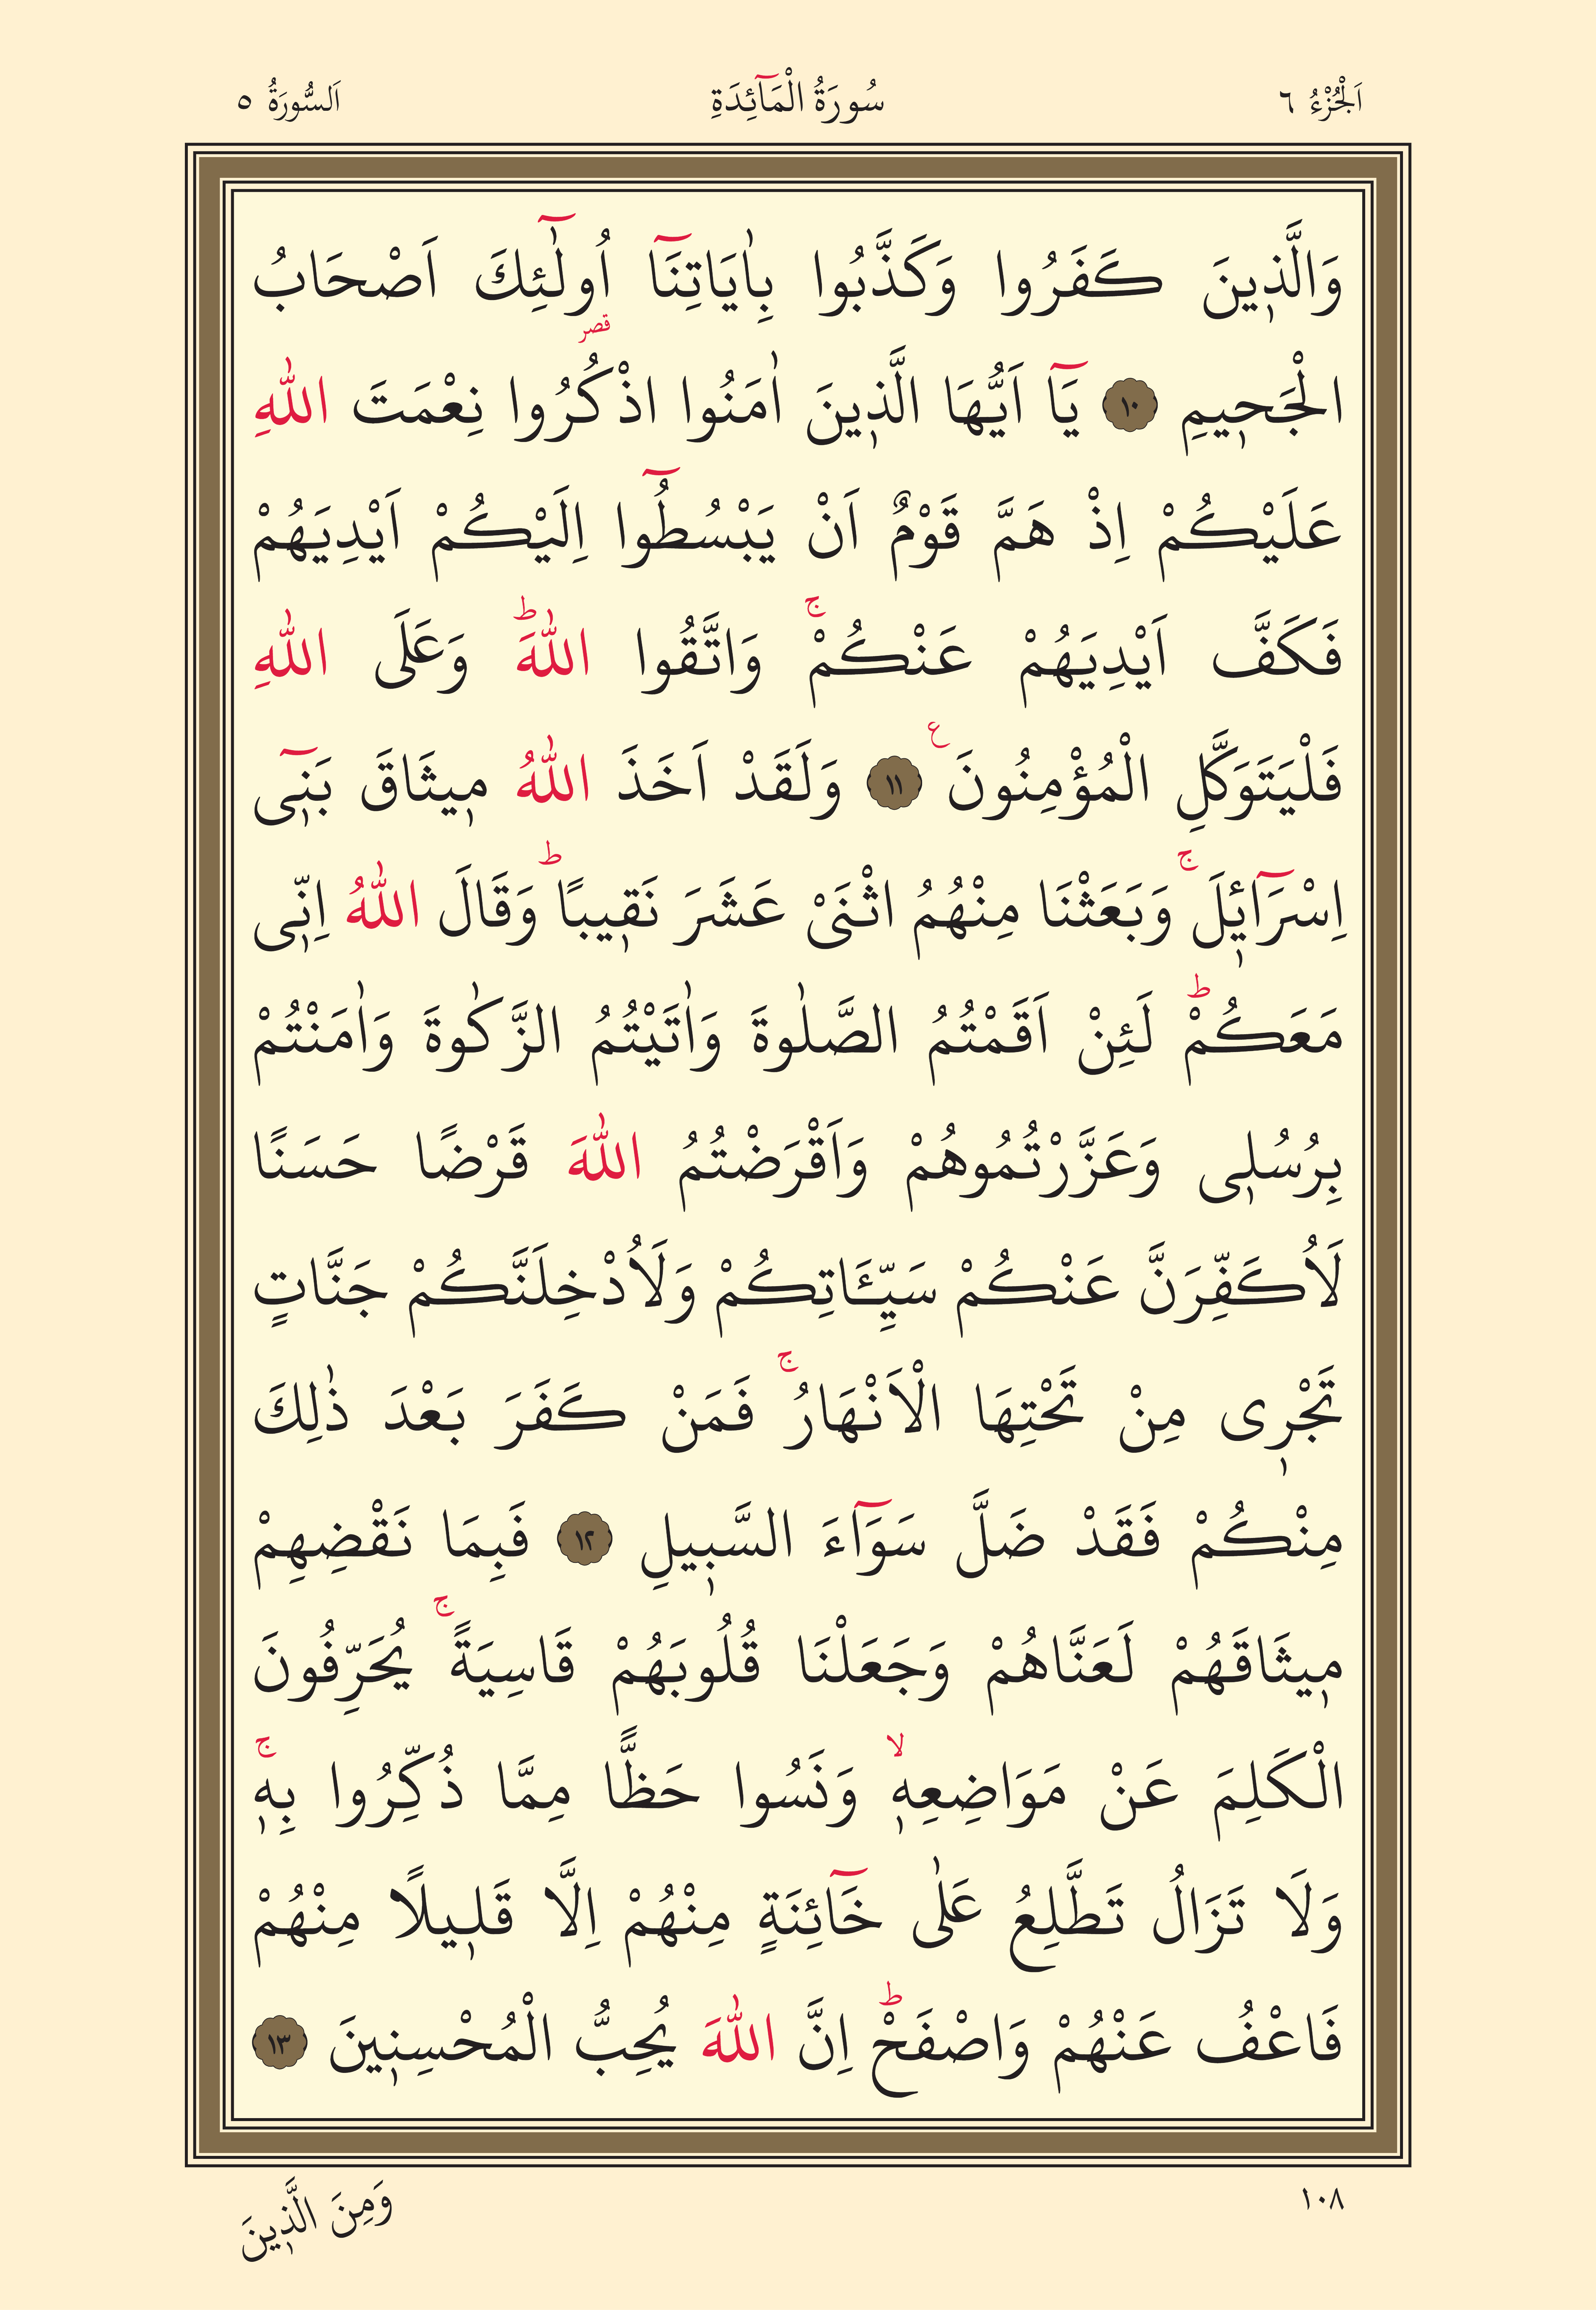 اَلْجُزْءُ ٦
سُورَةُ الْمَٓائِدَةِ
اَلسُّورَةُ ٥
وَالَّذ۪ينَ كَفَرُوا وَكَذَّبُوا بِاٰيَاتِنَٓا اُو۬لٰٓئِكَ اَصْحَابُ
الْجَح۪يمِ ١٠ يَٓا اَيُّهَا الَّذ۪ينَ اٰمَنُوا اذْكُرُوا نِعْمَتَ اللّٰهِ
عَلَيْكُمْ اِذْ هَمَّ قَوْمٌ اَنْ يَبْسُطُٓوا اِلَيْكُمْ اَيْدِيَهُمْ
فَكَفَّ اَيْدِيَهُمْ عَنْكُمْۚ وَاتَّقُوا اللّٰهَۜ وَعَلَى اللّٰهِ
فَلْيَتَوَكَّلِ الْمُؤْمِنُونَ ع ١١ وَلَقَدْ اَخَذَ اللّٰهُ م۪يثَاقَ بَن۪ٓى
اِسْرَٓاء۪يلَۚ وَبَعَثْنَا مِنْهُمُ اثْنَىْ عَشَرَ نَق۪يبًاۜ وَقَالَ اللّٰهُ اِنّ۪ى
مَعَكُمْۜ لَئِنْ اَقَمْتُمُ الصَّلٰوةَ وَاٰتَيْتُمُ الزَّكٰوةَ وَاٰمَنْتُمْ
بِرُسُل۪ى وَعَزَّرْتُمُوهُمْ وَاَقْرَضْتُمُ اللّٰهَ قَرْضًا حَسَنًا
لَاُكَفِّرَنَّ عَنْكُمْ سَيِّـَٔاتِكُمْ وَلَاُدْخِلَنَّكُمْ جَنَّاتٍ
تَجْر۪ى مِنْ تَحْتِهَا الْاَنْهَارُۚ فَمَنْ كَفَرَ بَعْدَ ذٰلِكَ
مِنْكُمْ فَقَدْ ضَلَّ سَوَٓاءَ السَّب۪يلِ ١٢ فَبِمَا نَقْضِهِمْ
م۪يثَاقَهُمْ لَعَنَّاهُمْ وَجَعَلْنَا قُلُوبَهُمْ قَاسِيَةًۚ يُحَرِّفُونَ
الْكَلِمَ عَنْ مَوَاضِعِه۪ۙ وَنَسُوا حَظًّا مِمَّا ذُكِّرُوا بِه۪ۚ
وَلَا تَزَالُ تَطَّلِعُ عَلٰى خَٓائِنَةٍ مِنْهُمْ اِلَّا قَل۪يلًا مِنْهُمْ
فَاعْفُ عَنْهُمْ وَاصْفَحْۜ اِنَّ اللّٰهَ يُحِبُّ الْمُحْسِن۪ينَ ١٣
١٠٨
وَمِنَ الَّذ۪ينَ